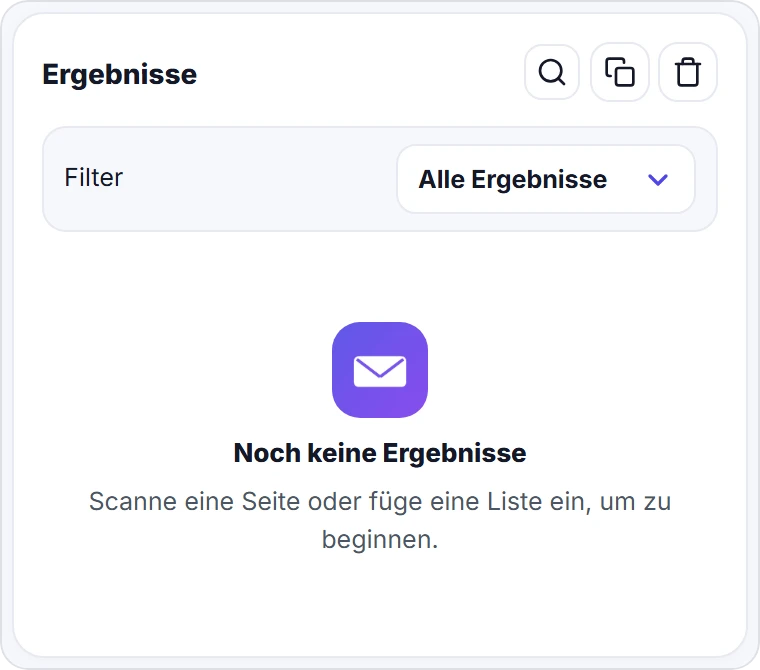 Ergebnisse
Filter
Alle Ergebnisse
Noch keine Ergebnisse
Scanne eine Seite oder füge eine Liste ein, um zu
beginnen.